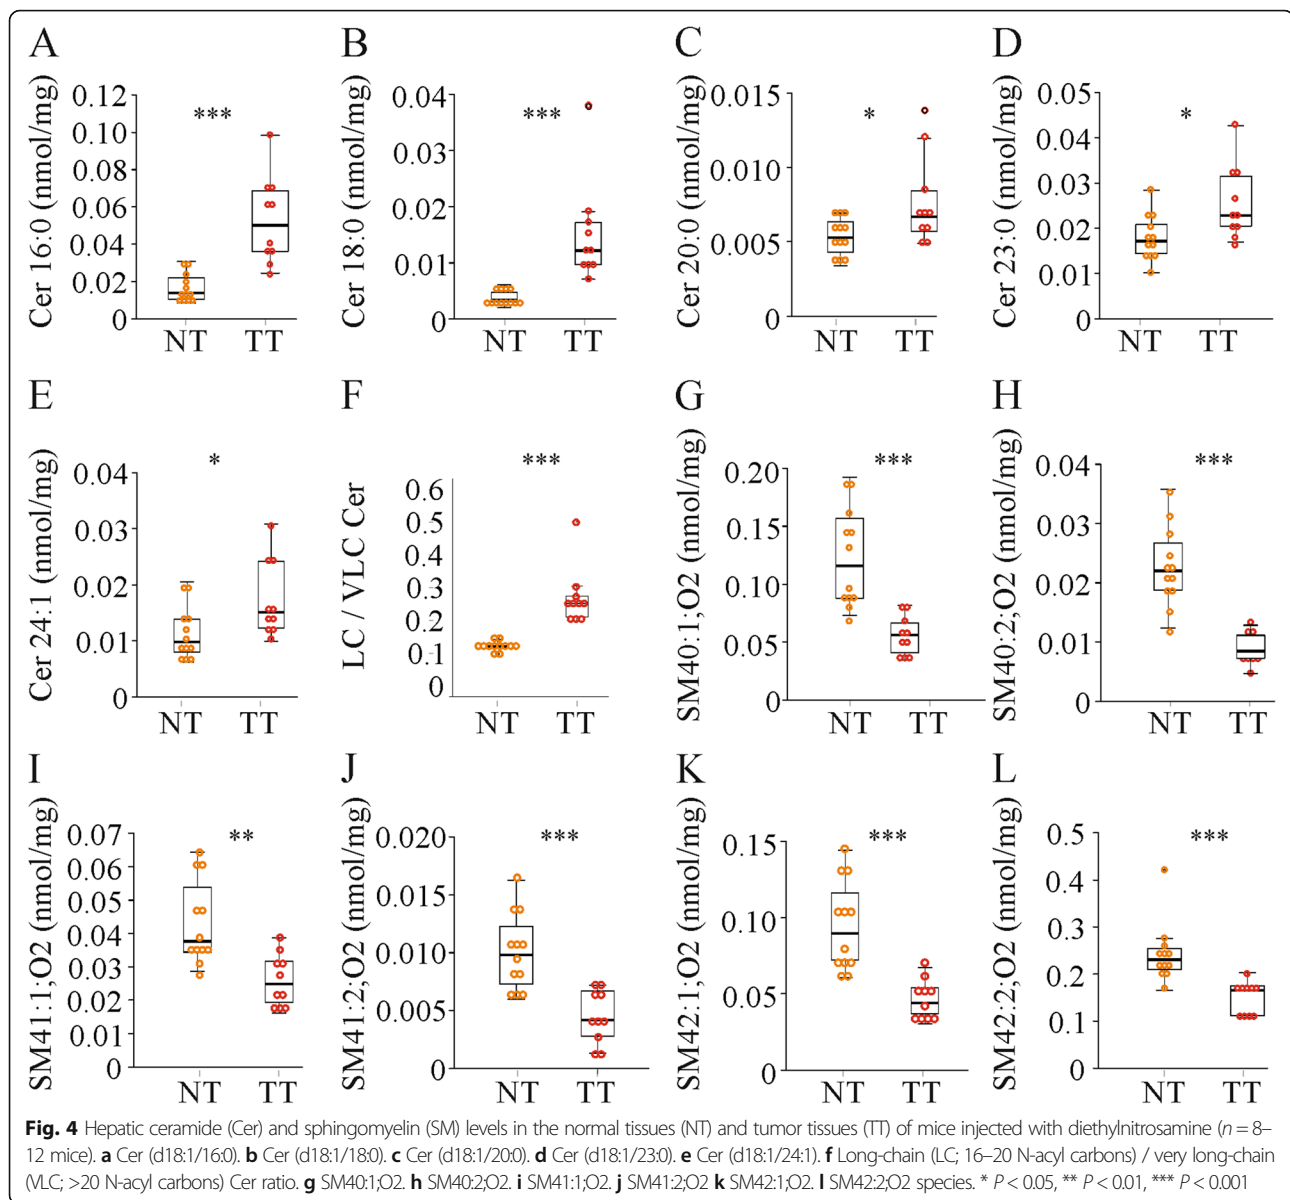 A
Cer 16:0 (nmol/mg)
0.12
0.10
0.08
0.06
0.04
0.02
0
***
NT TT
B
Cer 18:0 (nmol/mg)
0.04
0.03
0.02
0.01
0
***
NT TT
C
Cer 20:0 (nmol/mg)
0.015
0.010
0.005
0
*
NT TT
D
Cer 23:0 (nmol/mg)
0.05
0.04
0.03
0.02
0.01
0
*
NT TT
E
Cer 24:1 (nmol/mg)
0.04
0.03
0.02
0.01
0
*
NT TT
F
LC / VLC Cer
0.6
0.5
0.4
0.3
0.2
0.1
0
***
NT TT
G
SM40:1;O2 (nmol/mg)
0.20
0.15
0.10
0.05
0
***
NT TT
H
SM40:2;O2 (nmol/mg)
0.04
0.03
0.02
0.01
0
***
NT TT
I
SM41:1;O2 (nmol/mg)
0.07
0.06
0.05
0.04
0.03
0.02
0.01
0
**
NT TT
J
SM41:2;O2 (nmol/mg)
0.020
0.015
0.010
0.005
0
***
NT TT
K
SM42:1;O2 (nmol/mg)
0.15
0.10
0.05
0
***
NT TT
L
SM42:2;O2 (nmol/mg)
0.5
0.4
0.3
0.2
0.1
0
***
NT TT
Fig. 4 Hepatic ceramide (Cer) and sphingomyelin (SM) levels in the normal tissues (NT) and tumor tissues (TT) of mice injected with diethylnitrosamine (n = 8–
12 mice). a Cer (d18:1/16:0). b Cer (d18:1/18:0). c Cer (d18:1/20:0). d Cer (d18:1/23:0). e Cer (d18:1/24:1). f Long-chain (LC; 16–20 N-acyl carbons) / very long-chain
(VLC; >20 N-acyl carbons) Cer ratio. g SM40:1;O2. h SM40:2;O2. i SM41:1;O2. j SM41:2;O2 k SM42:1;O2. l SM42:2;O2 species. * P < 0.05, ** P < 0.01, *** P < 0.001